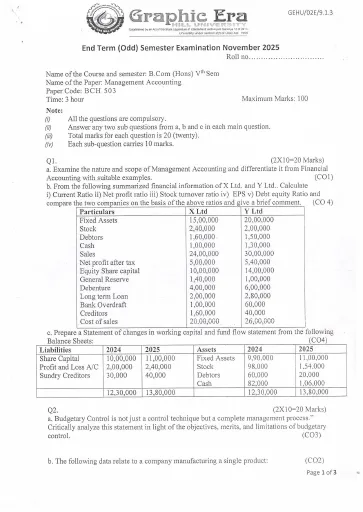 GEHU/02E/9.1.3
Graphic Era
HILL UNIVERSITY
End Term (Odd) Semester Examination November 2025
Roll no..............................
Name of the Course and semester: B.Com (Hons) Vth Sem
Name of the Paper: Management Accounting
Paper Code: BCH 503
Time: 3 hour Maximum Marks: 100
Note:
(i) All the questions are compulsory.
(ii) Answer any two sub questions from a, b and c in each main question.
(iii) Total marks for each question is 20 (twenty).
(iv) Each sub-question carries 10 marks.
Q1. (2X10=20 Marks)
a. Examine the nature and scope of Management Accounting and differentiate it from Financial
Accounting with suitable examples. (CO1)
b. From the following summarized financial information of X Ltd. and Y Ltd.. Calculate
i) Current Ratio ii) Net profit ratio iii) Stock turnover ratio iv) EPS v) Debt equity Ratio and
compare the two companies on the basis of the above ratios and give a brief comment. (CO 4)
Particulars X Ltd Y Ltd
Fixed Assets 15,00,000 20,00,000
Stock 2,40,000 2,00,000
Debtors 1,60,000 1,50,000
Cash 1,00,000 1,30,000
Sales 24,00,000 30,00,000
Net profit after tax 5,00,000 5,40,000
Equity Share capital 10,00,000 14,00,000
General Reserve 1,40,000 1,00,000
Debenture 4,00,000 6,00,000
Long term Loan 2,00,000 2,80,000
Bank Overdraft 1,00,000 60,000
Creditors 1,60,000 40,000
Cost of sales 20,00,000 26,00,000
c. Prepare a Statement of changes in working capital and fund flow statement from the following
Balance Sheets: (CO4)
Liabilities 2024 2025 Assets 2024 2025
Share Capital 10,00,000 11,00,000 Fixed Assets 9,90,000 11,00,000
Profit and Loss A/C 2,00,000 2,40,000 Stock 98,000 1,54,000
Sundry Creditors 30,000 40,000 Debtors 60,000 20,000
Cash 82,000 1,06,000
12,30,000 13,80,000 12,30,000 13,80,000
Q2. (2X10=20 Marks)
a. Budgetary Control is not just a control technique but a complete management process."
Critically analyze this statement in light of the objectives, merits, and limitations of budgetary
control. (CO3)
b. The following data relate to a company manufacturing a single product: (CO2)
Page 1 of 3